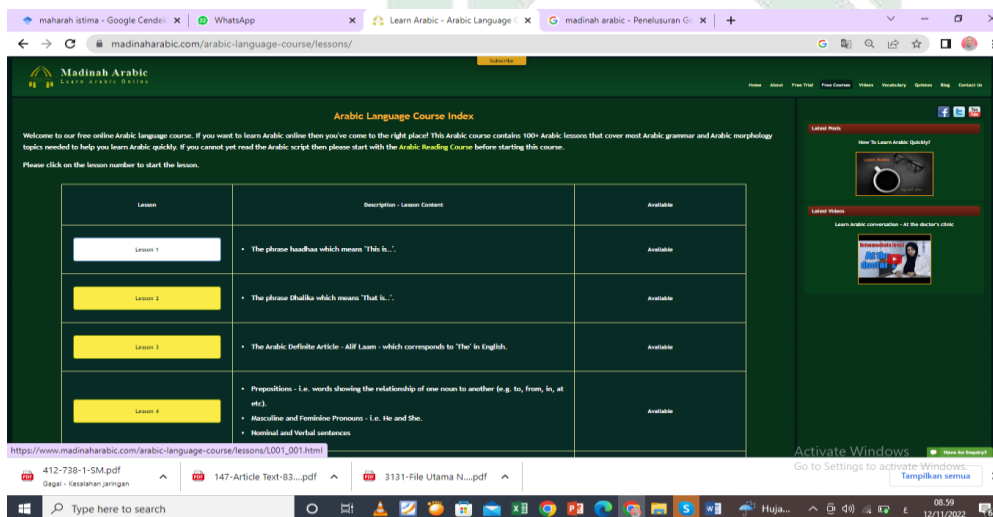 maharah istima - Google Cendek
WhatsApp
Learn Arabic - Arabic Language C
madinah arabic - Penelusuran Go
madinaharabic.com/arabic-language-course/lessons/
Subscribe
Madinah Arabic
Learn Arabic Online
Home About Free Trial Free Courses Videos Vocabulary Quizzes Blog Contact Us
Arabic Language Course Index
Welcome to our free online Arabic language course. If you want to learn Arabic online then you've come to the right place! This Arabic course contains 100+ Arabic lessons that cover most Arabic grammar and Arabic morphology
topics needed to help you learn Arabic quickly. If you cannot yet read the Arabic script then please start with the Arabic Reading Course before starting this course.
Please click on the lesson number to start the lesson.
Lesson Description - Lesson Content Available
Lesson 1 • The phrase haadhaa which means 'This is..'. Available
Lesson 2 • The phrase Dhalika which means 'That is..'. Available
Lesson 3 • The Arabic Definite Article - Alif Laam - which corresponds to 'The' in English. Available
• Prepositions - i.e. words showing the relationship of one noun to another (e.g. to, from, in, at
etc).
Lesson 4 • Masculine and Feminine Pronouns - i.e. He and She. Available
• Nominal and Verbal sentences
Latest Posts
How To Learn Arabic Quickly?
Latest Videos
Learn Arabic conversation - At the doctor's clinic
Intermediate level
At the
doctor
https://www.madinaharabic.com/arabic-language-course/lessons/L001_001.html
Activate Windows
Go to Settings to activate Windows.
Have An Inquiry?
412-738-1-SM.pdf
Gagal - Kesalahan jaringan
147-Article Text-83....pdf
3131-File Utama N....pdf
Tampilkan semua
Type here to search
Huja...
08.59
12/11/2022